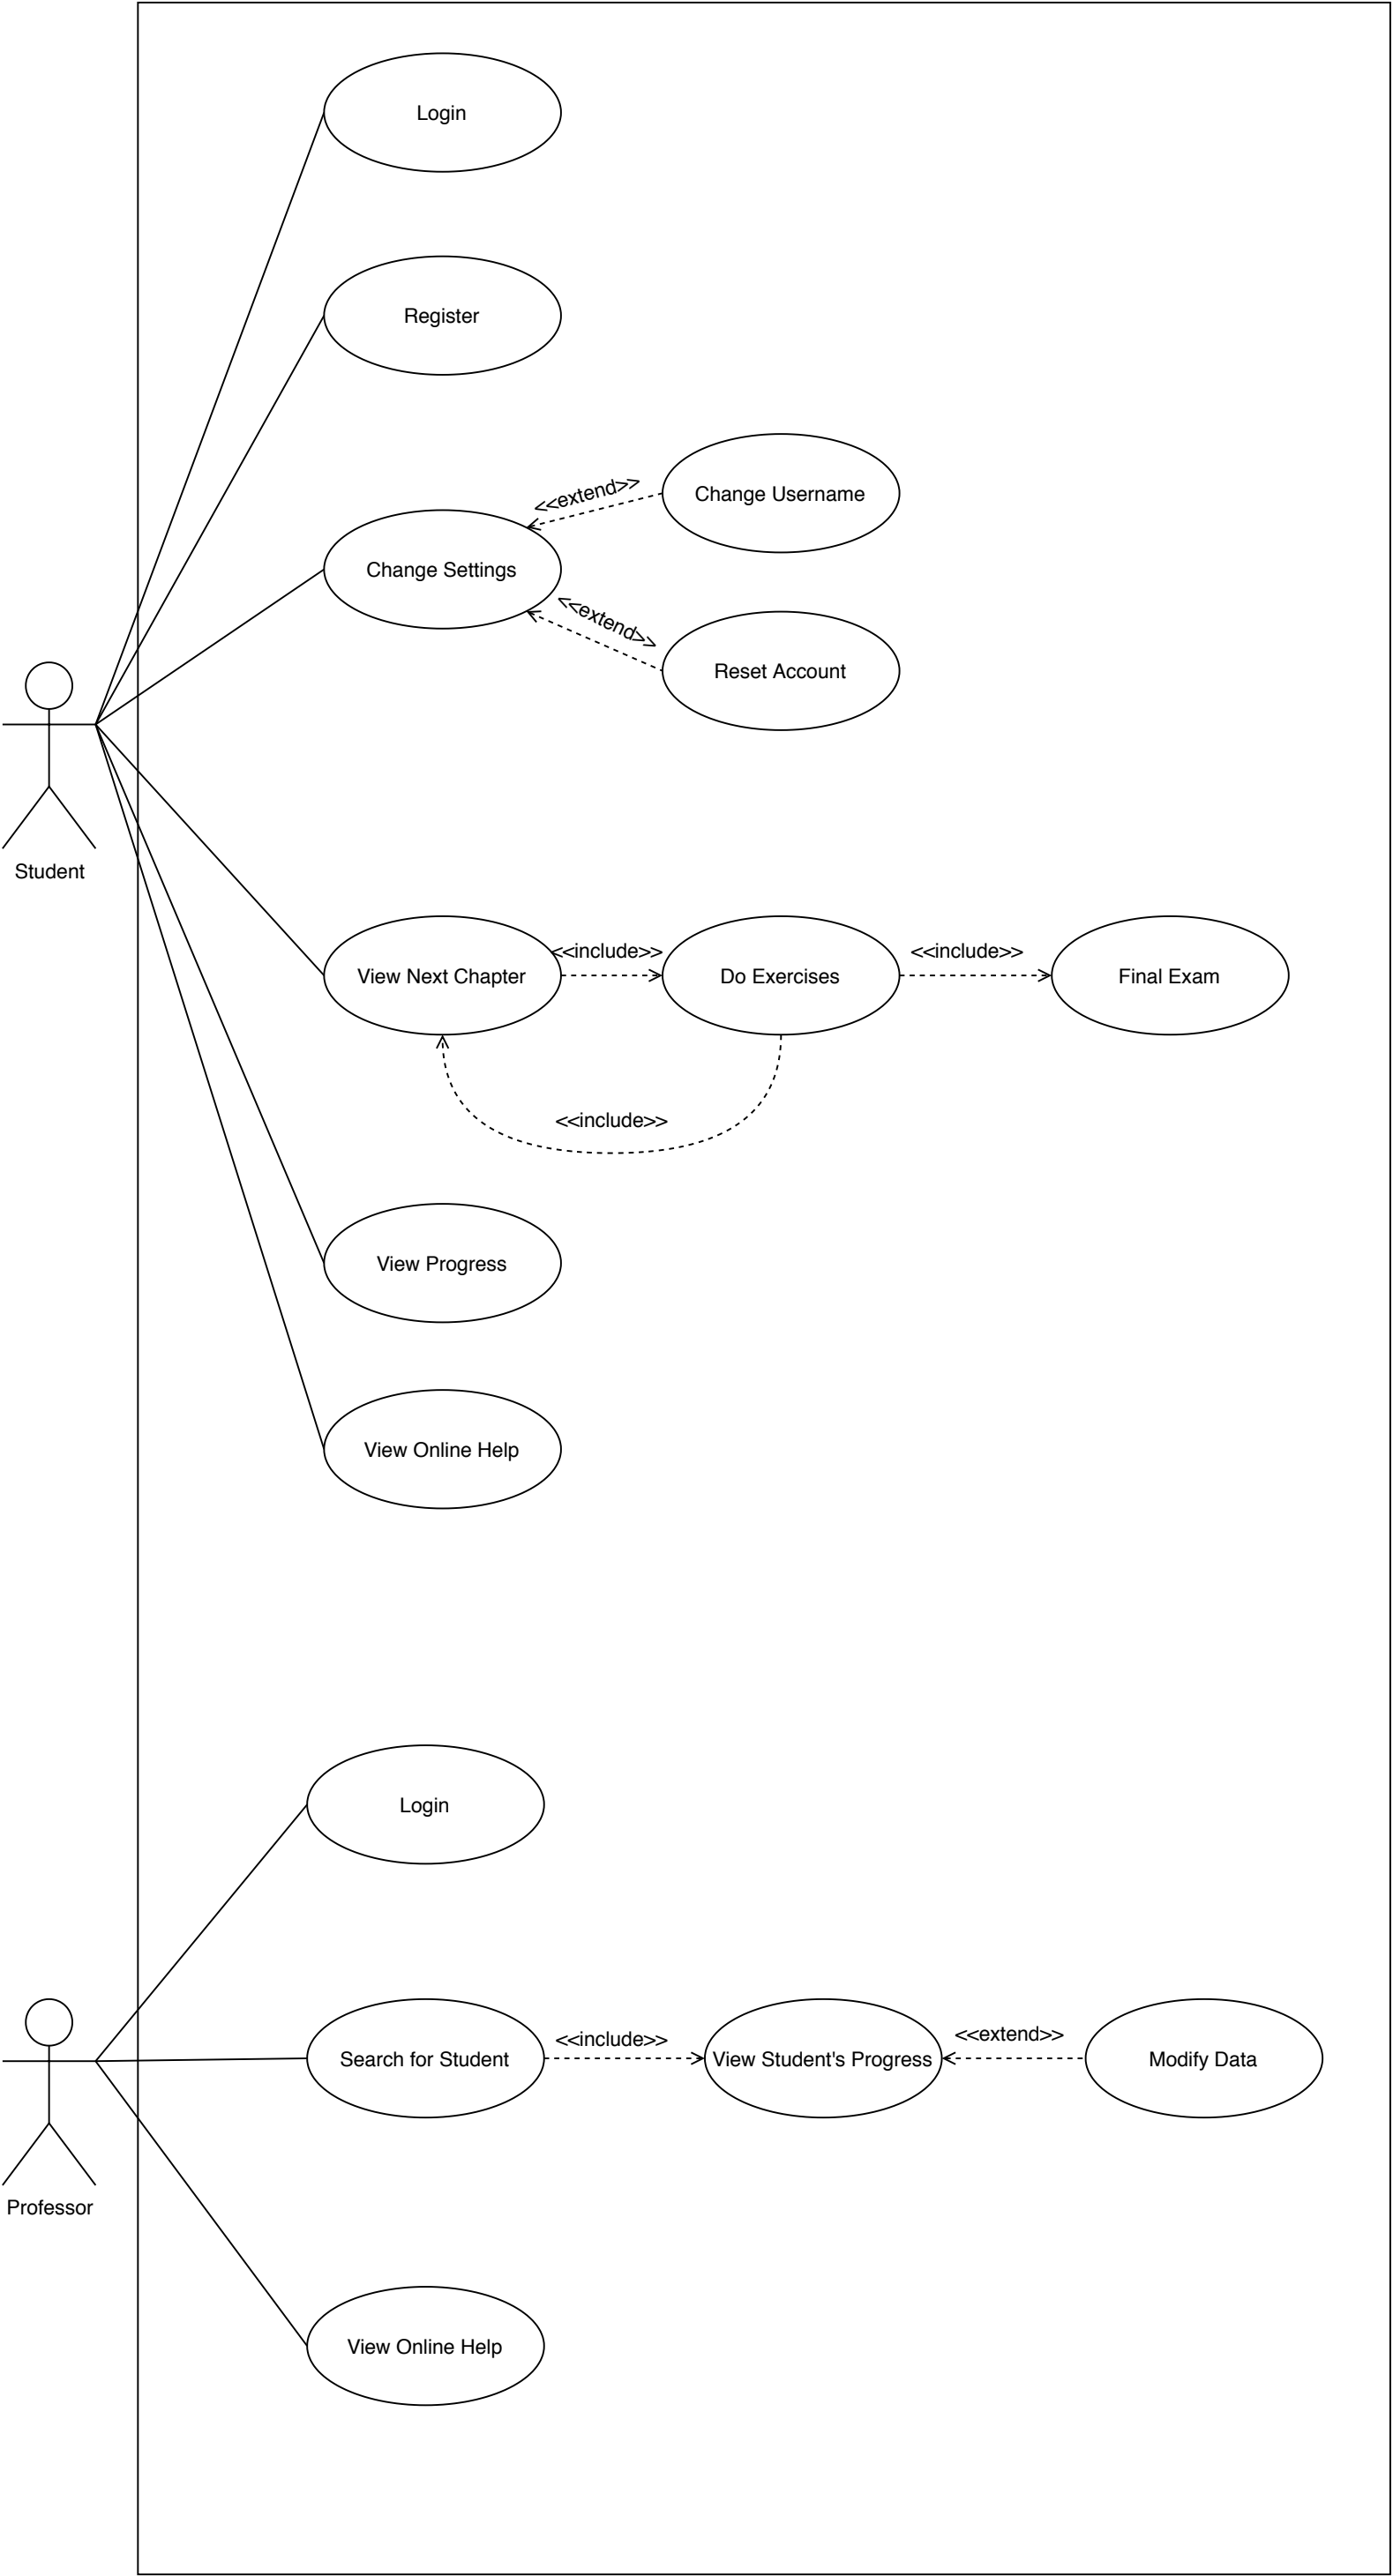 Login
Register
Change Username
<<extend>>
Change Settings
<<extend>>
Reset Account
Student
<<include>>
<<include>>
View Next Chapter
Do Exercises
Final Exam
<<include>>
View Progress
View Online Help
Login
<<include>>
<<extend>>
Search for Student
View Student's Progress
Modify Data
Professor
View Online Help